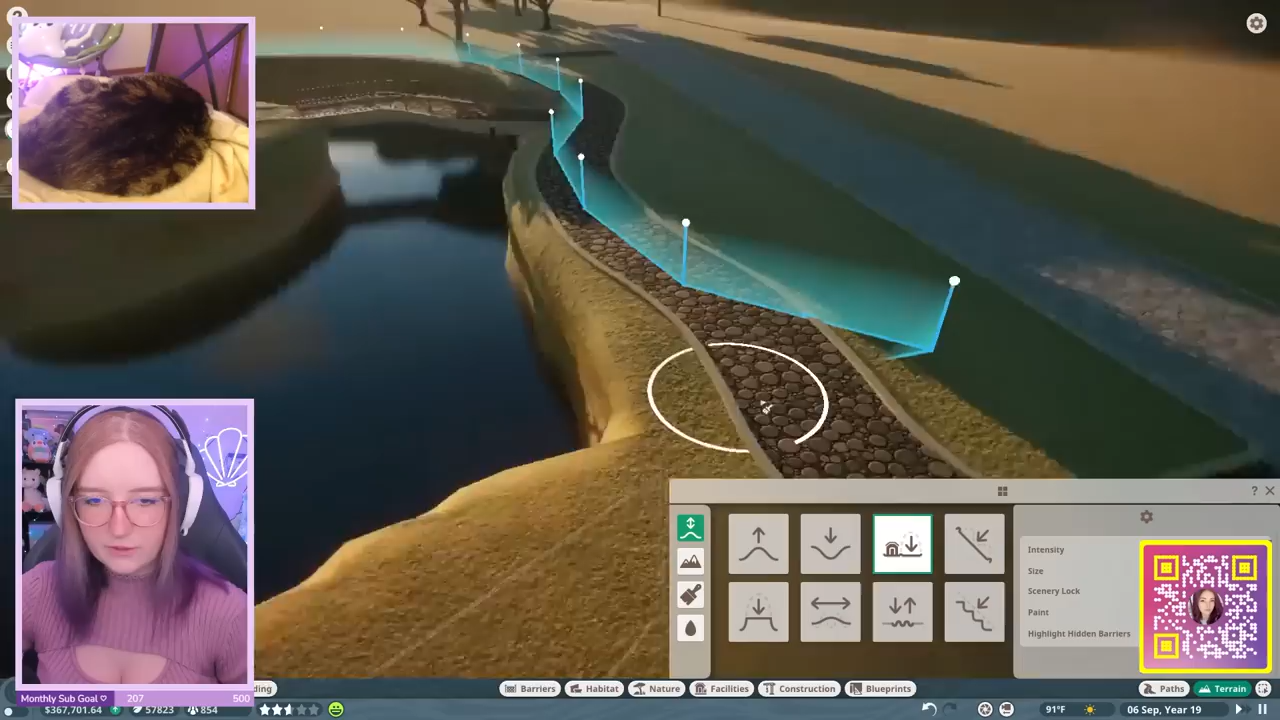 ?
? ×
Intensity
Size
Scenery Lock
Paint
Highlight Hidden Barriers
ding
Barriers
Habitat
Nature
Facilities
Construction
Blueprints
Paths
Terrain
Monthly Sub Goal ♡ 207 500
$367,701.64 57823 854
91°F 06 Sep, Year 19